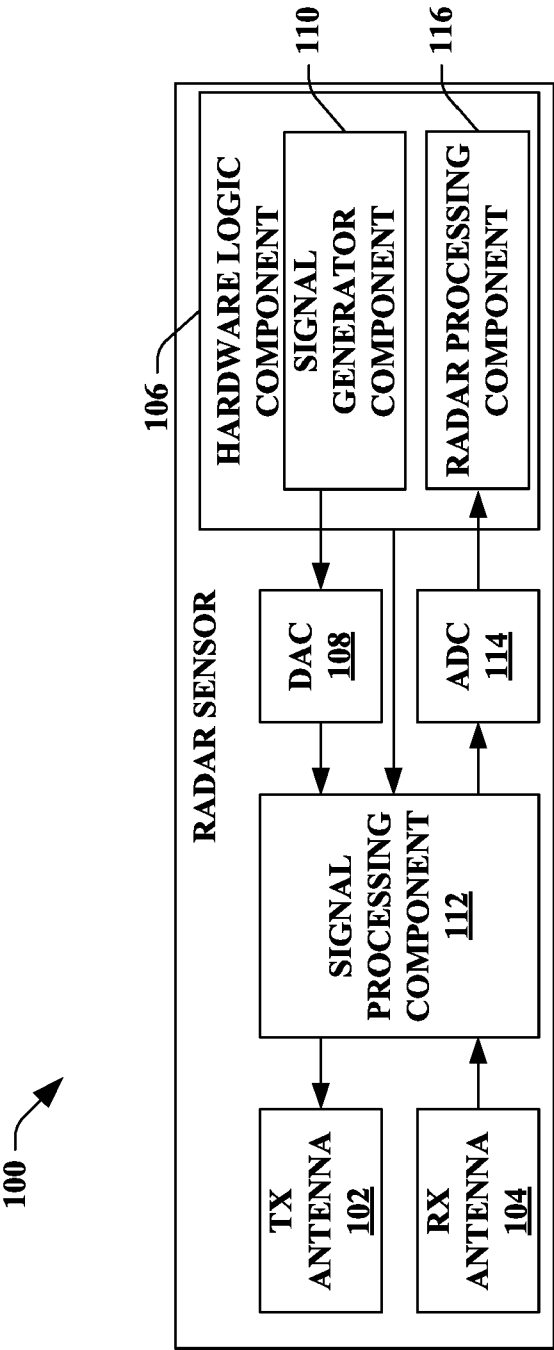 100
RADAR SENSOR
TX
ANTENNA
102
RX
ANTENNA
104
SIGNAL
PROCESSING
COMPONENT
112
DAC
108
ADC
114
106
HARDWARE LOGIC
COMPONENT
SIGNAL
GENERATOR
COMPONENT
110
RADAR PROCESSING
COMPONENT
116